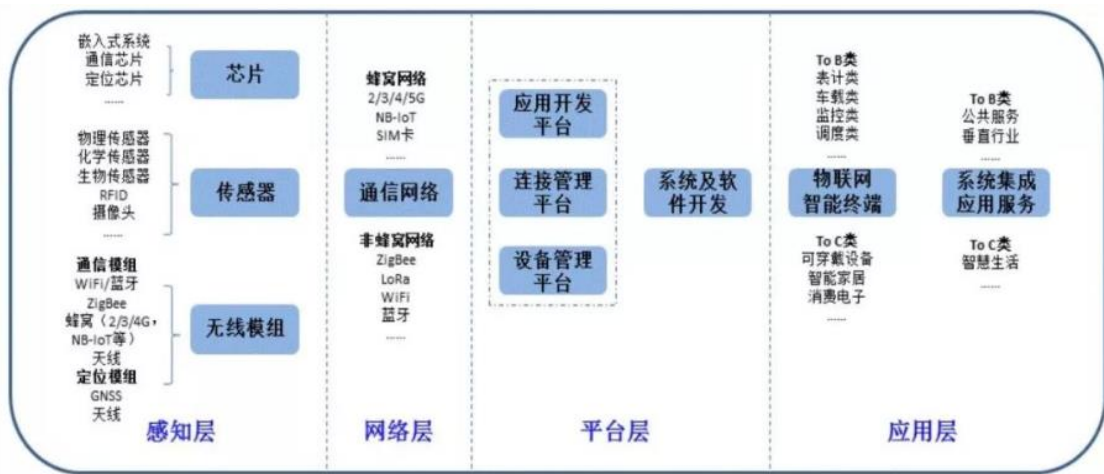 嵌入式系统
通信芯片
定位芯片
......
芯片
物理传感器
化学传感器
生物传感器
RFID
摄像头
......
传感器
通信模组
WiFi/蓝牙
ZigBee
蜂窝（2/3/4G，
NB-IoT等）
天线
定位模组
GNSS
天线
无线模组
感知层
蜂窝网络
2/3/4/5G
NB-IoT
SIM卡
......
通信网络
非蜂窝网络
ZigBee
LoRa
WiFi
蓝牙
......
网络层
应用开发
平台
连接管理
平台
设备管理
平台
系统及软
件开发
平台层
To B类
表计类
车载类
监控类
调度类
......
物联网
智能终端
To C类
可穿戴设备
智能家居
消费电子
......
To B类
公共服务
垂直行业
......
系统集成
应用服务
To C类
智慧生活
......
应用层